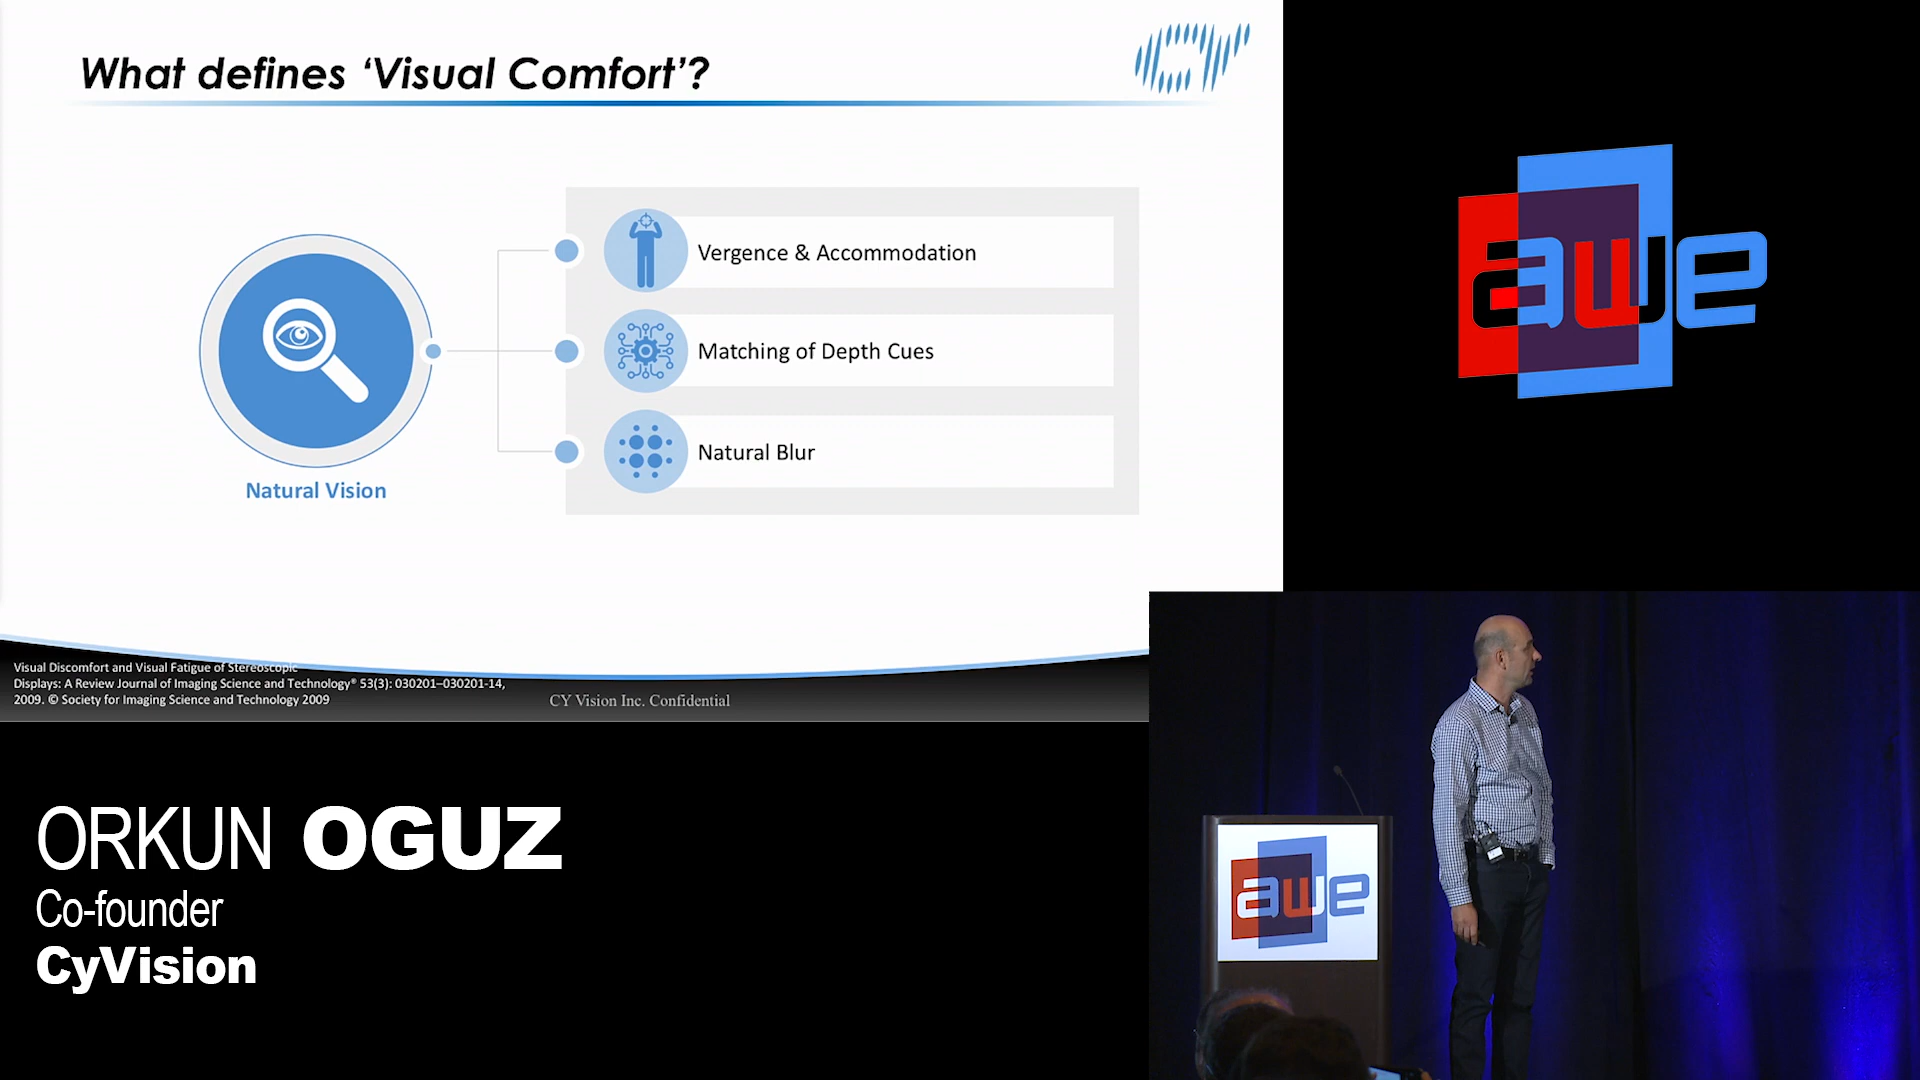 What defines ‘Visual Comfort’?
CY
Vergence & Accommodation
Matching of Depth Cues
Natural Blur
Natural Vision
Visual Discomfort and Visual Fatigue of Stereoscopic
Displays: A Review Journal of Imaging Science and Technology® 53(3): 030201–030201-14,
2009. © Society for Imaging Science and Technology 2009
CY Vision Inc. Confidential
awe
ORKUN OGUZ
Co-founder
CyVision
awe